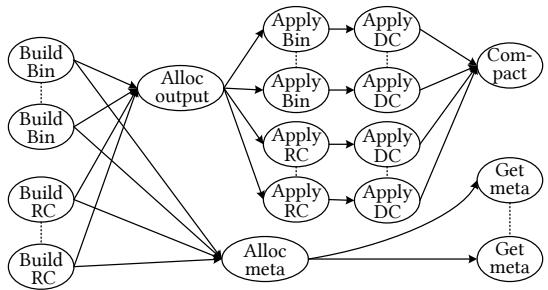 Build
Bin
Build
Bin
Build
RC
Build
RC
Alloc
output
Alloc
meta
Apply
Bin
Apply
DC
Apply
Bin
Apply
DC
Apply
RC
Apply
DC
Apply
RC
Apply
DC
Com-
pact
Get
meta
Get
meta